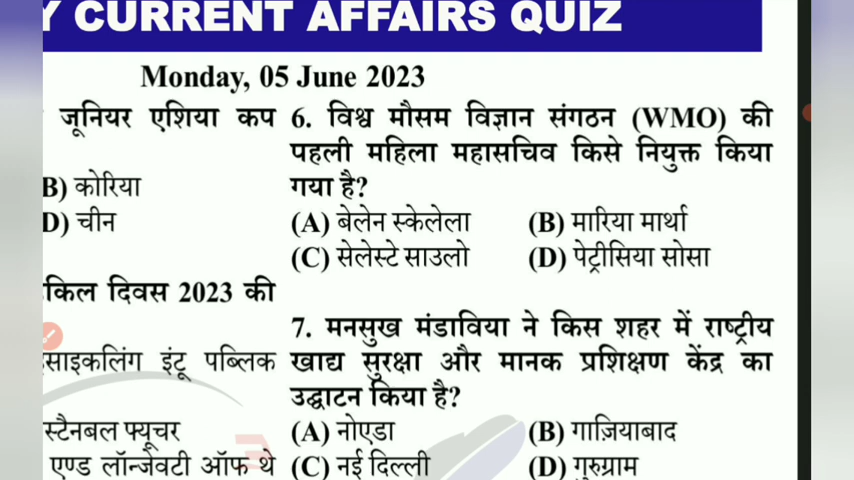 Y CURRENT AFFAIRS QUIZ
Monday, 05 June 2023
जूनियर एशिया कप
B) कोरिया
D) चीन
किल दिवस 2023 की
साइकलिंग इंटू पब्लिक
स्टैनबल फ्यूचर
एण्ड लॉन्जेवटी ऑफ थे
6. विश्व मौसम विज्ञान संगठन (WMO) की
पहली महिला महासचिव किसे नियुक्त किया
गया है?
(A) बेलेन स्केलेला (B) मारिया मार्था
(C) सेलेस्टे साउलो (D) पेट्रीसिया सोसा
7. मनसुख मंडाविया ने किस शहर में राष्ट्रीय
खाद्य सुरक्षा और मानक प्रशिक्षण केंद्र का
उद्घाटन किया है?
(A) नोएडा (B) गाज़ियाबाद
(C) नई दिल्ली (D) गुरुग्राम